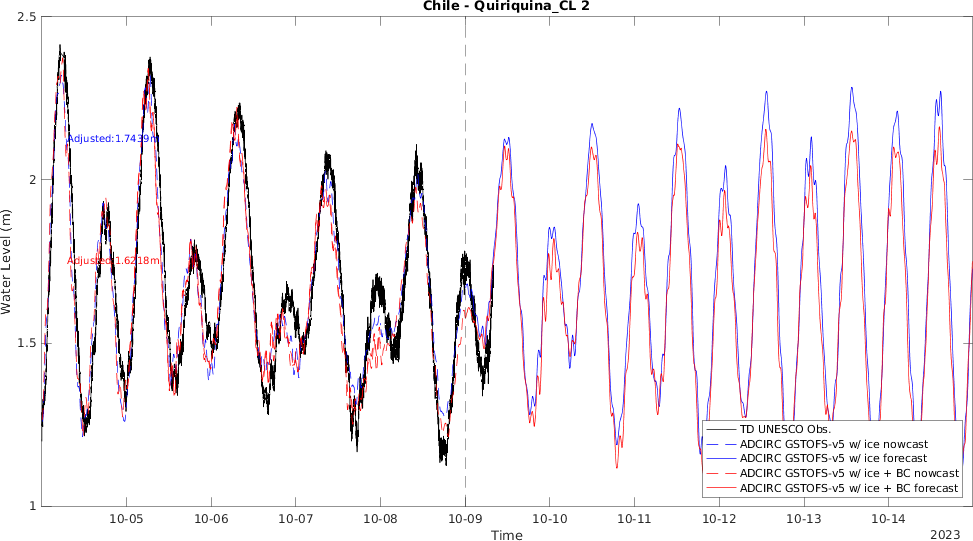 Chile - Quiriquina_CL 2
2.5
2
1.5
1
Water Level (m)
Adjusted:1.7439m
Adjusted:1.6218m
TD UNESCO Obs.
ADCIRC GSTOFS-v5 w/ ice nowcast
ADCIRC GSTOFS-v5 w/ ice forecast
ADCIRC GSTOFS-v5 w/ ice + BC nowcast
ADCIRC GSTOFS-v5 w/ ice + BC forecast
10-05 10-06 10-07 10-08 10-09 10-10 10-11 10-12 10-13 10-14
Time
2023